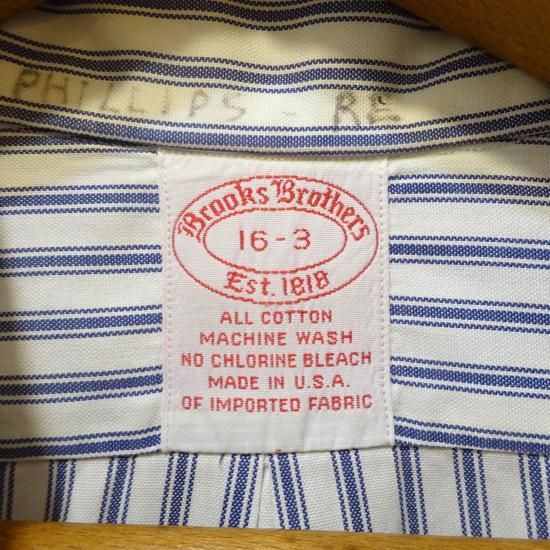 PHILLIPS - RE
Brooks Brothers
16-3
Est. 1818
ALL COTTON
MACHINE WASH
NO CHLORINE BLEACH
MADE IN U.S.A.
OF IMPORTED FABRIC